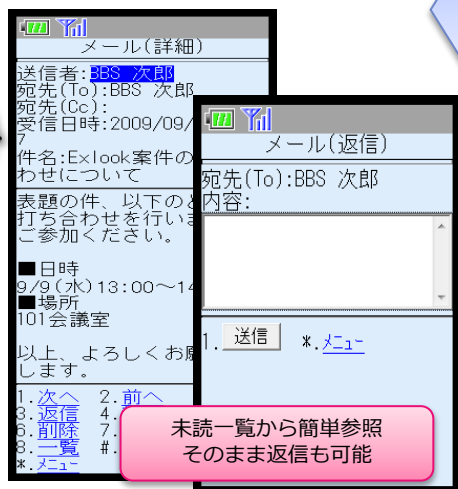 メール(詳細)
送信者:BBS 次郎
宛先(To):BBS 次郎
宛先(Cc):
受信日時:2009/09/
7
件名:Exlook案件の
わせについて
表題の件、以下の
打ち合わせを行い
ご参加ください。
■日時
9/9(水)13:00～14
■場所
101会議室
以上、よろしくお
します。
1.次へ 2.前へ
3.返信 4.
6.削除 7.
8.一覧 #.
*.メニュー
メール(返信)
宛先(To):BBS 次郎
内容:
1. 送信 *.メニュー
未読一覧から簡単参照
そのまま返信も可能